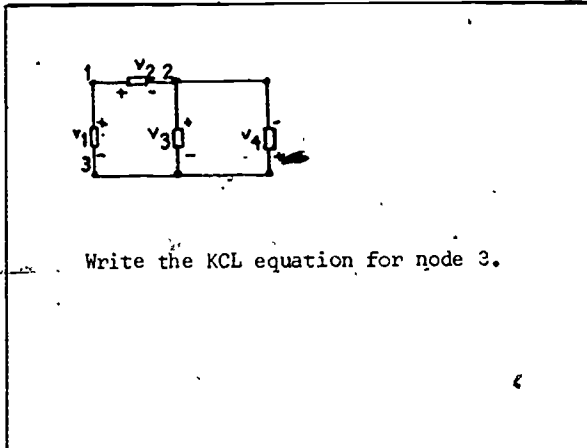 v2
1 2
+ -
+ + -
v1 v3 v4
- - +
3
Write the KCL equation for node 3.